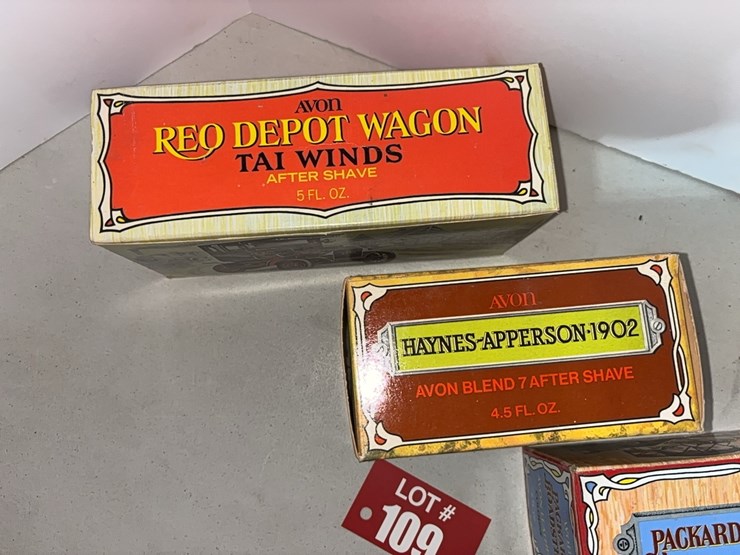 AVON
REO DEPOT WAGON
TAI WINDS
AFTER SHAVE
5 FL. OZ.
AVON
HAYNES-APPERSON·1902
AVON BLEND 7 AFTER SHAVE
4.5 FL. OZ.
LOT #
109
PACKARD